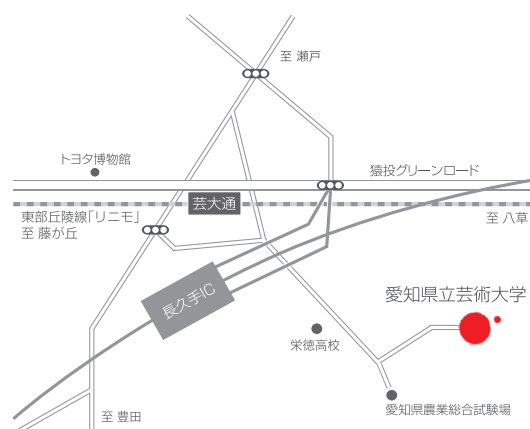 至 瀬戸
トヨタ博物館
猿投グリーンロード
芸大通
東部丘陵線「リニモ」
至 藤が丘
至 八草
長久手IC
愛知県立芸術大学
栄徳高校
愛知県農業総合試験場
至 豊田